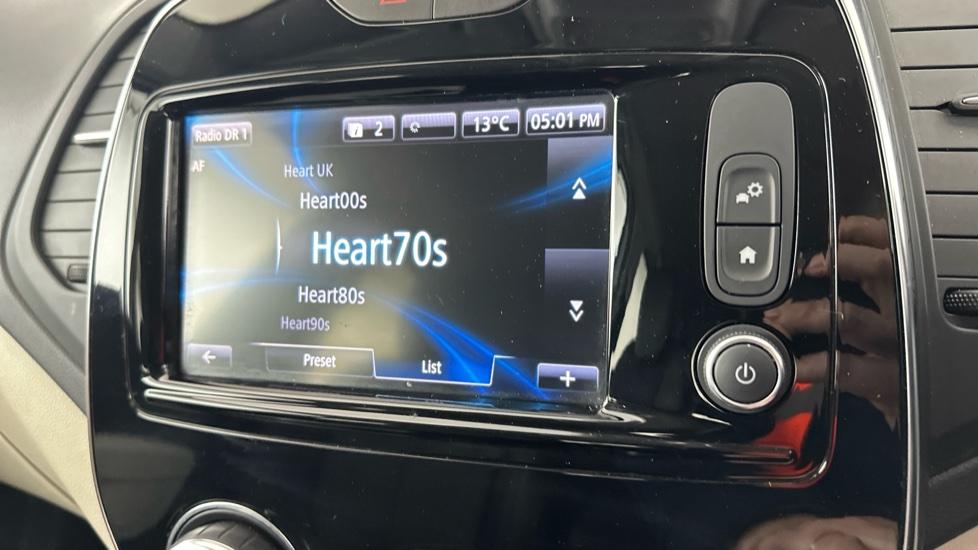 Radio DR 1
2
13°C
05:01 PM
AF
Heart UK
Heart00s
Heart70s
Heart80s
Heart90s
Preset
List
+